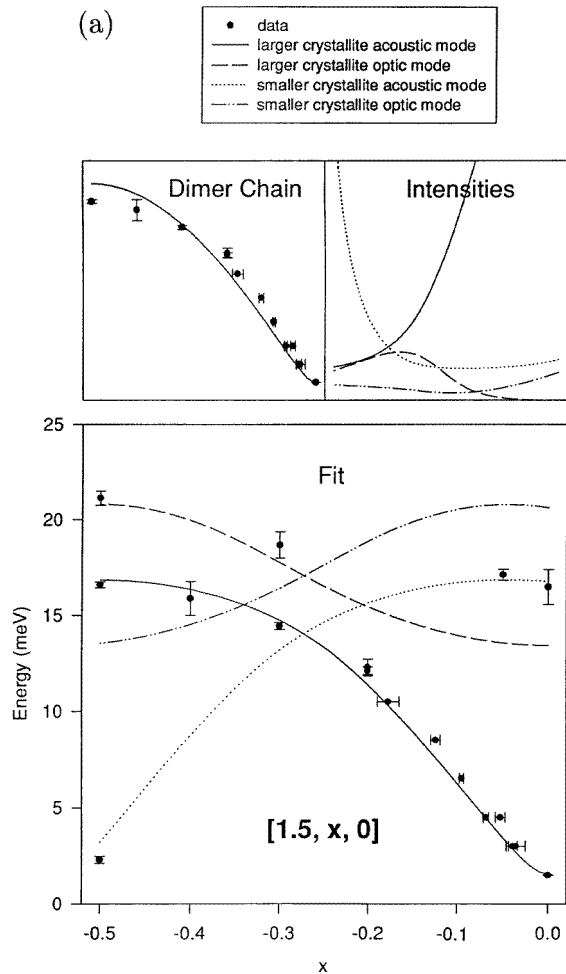 (a)
data
larger crystallite acoustic mode
larger crystallite optic mode
smaller crystallite acoustic mode
smaller crystallite optic mode
Dimer Chain
Intensities
25
20
15
10
5
0
Energy (meV)
Fit
[1.5, x, 0]
-0.5
-0.4
-0.3
-0.2
-0.1
0.0
x